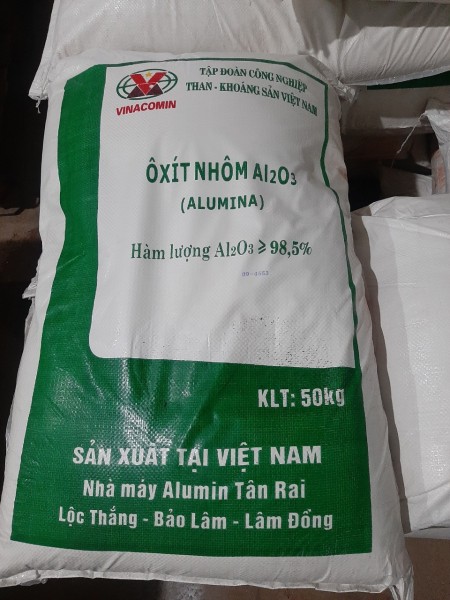 TẬP ĐOÀN CÔNG NGHIỆP
THAN - KHOÁNG SẢN VIỆT NAM
VINACOMIN
ÔXÍT NHÔM Al₂O₃
(ALUMINA)
Hàm lượng Al₂O₃ ≥ 98,5%
KLT: 50kg
SẢN XUẤT TẠI VIỆT NAM
Nhà máy Alumin Tân Rai
Lộc Thắng - Bảo Lâm - Lâm Đồng